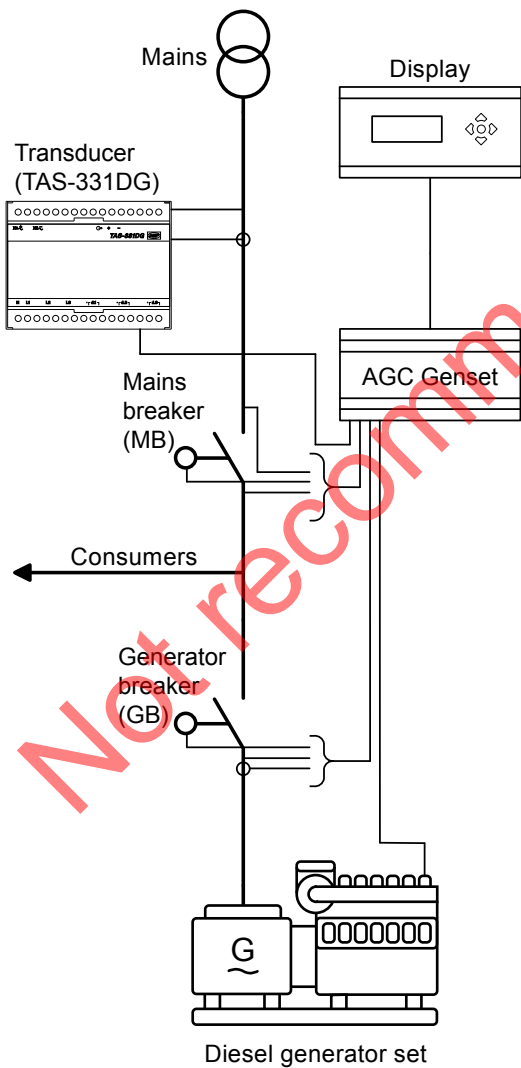 Mains
Display
Transducer
(TAS-331DG)
TAS-331DG
AGC Genset
Mains
breaker
(MB)
Consumers
Generator
breaker
(GB)
G
Diesel generator set
Not recomm